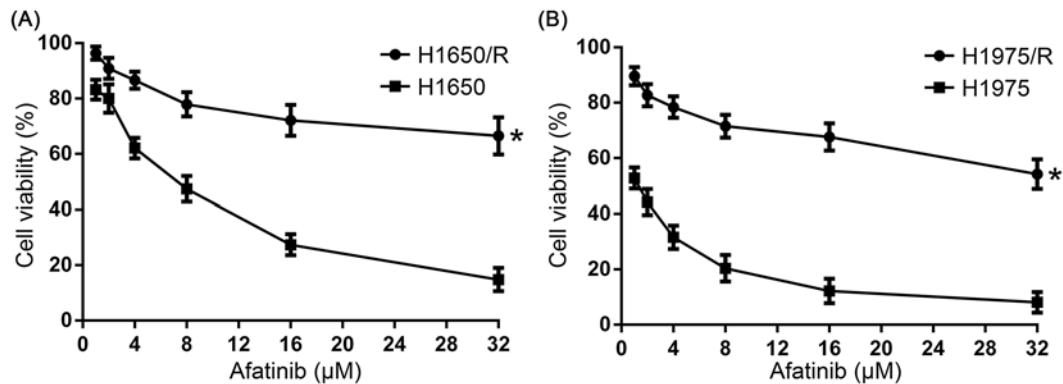 (A)
Cell viability (%)
100
80
60
40
20
0
H1650/R
H1650
*
0 4 8 12 16 20 24 28 32
Afatinib (µM)
(B)
Cell viability (%)
100
80
60
40
20
0
H1975/R
H1975
*
0 4 8 12 16 20 24 28 32
Afatinib (µM)